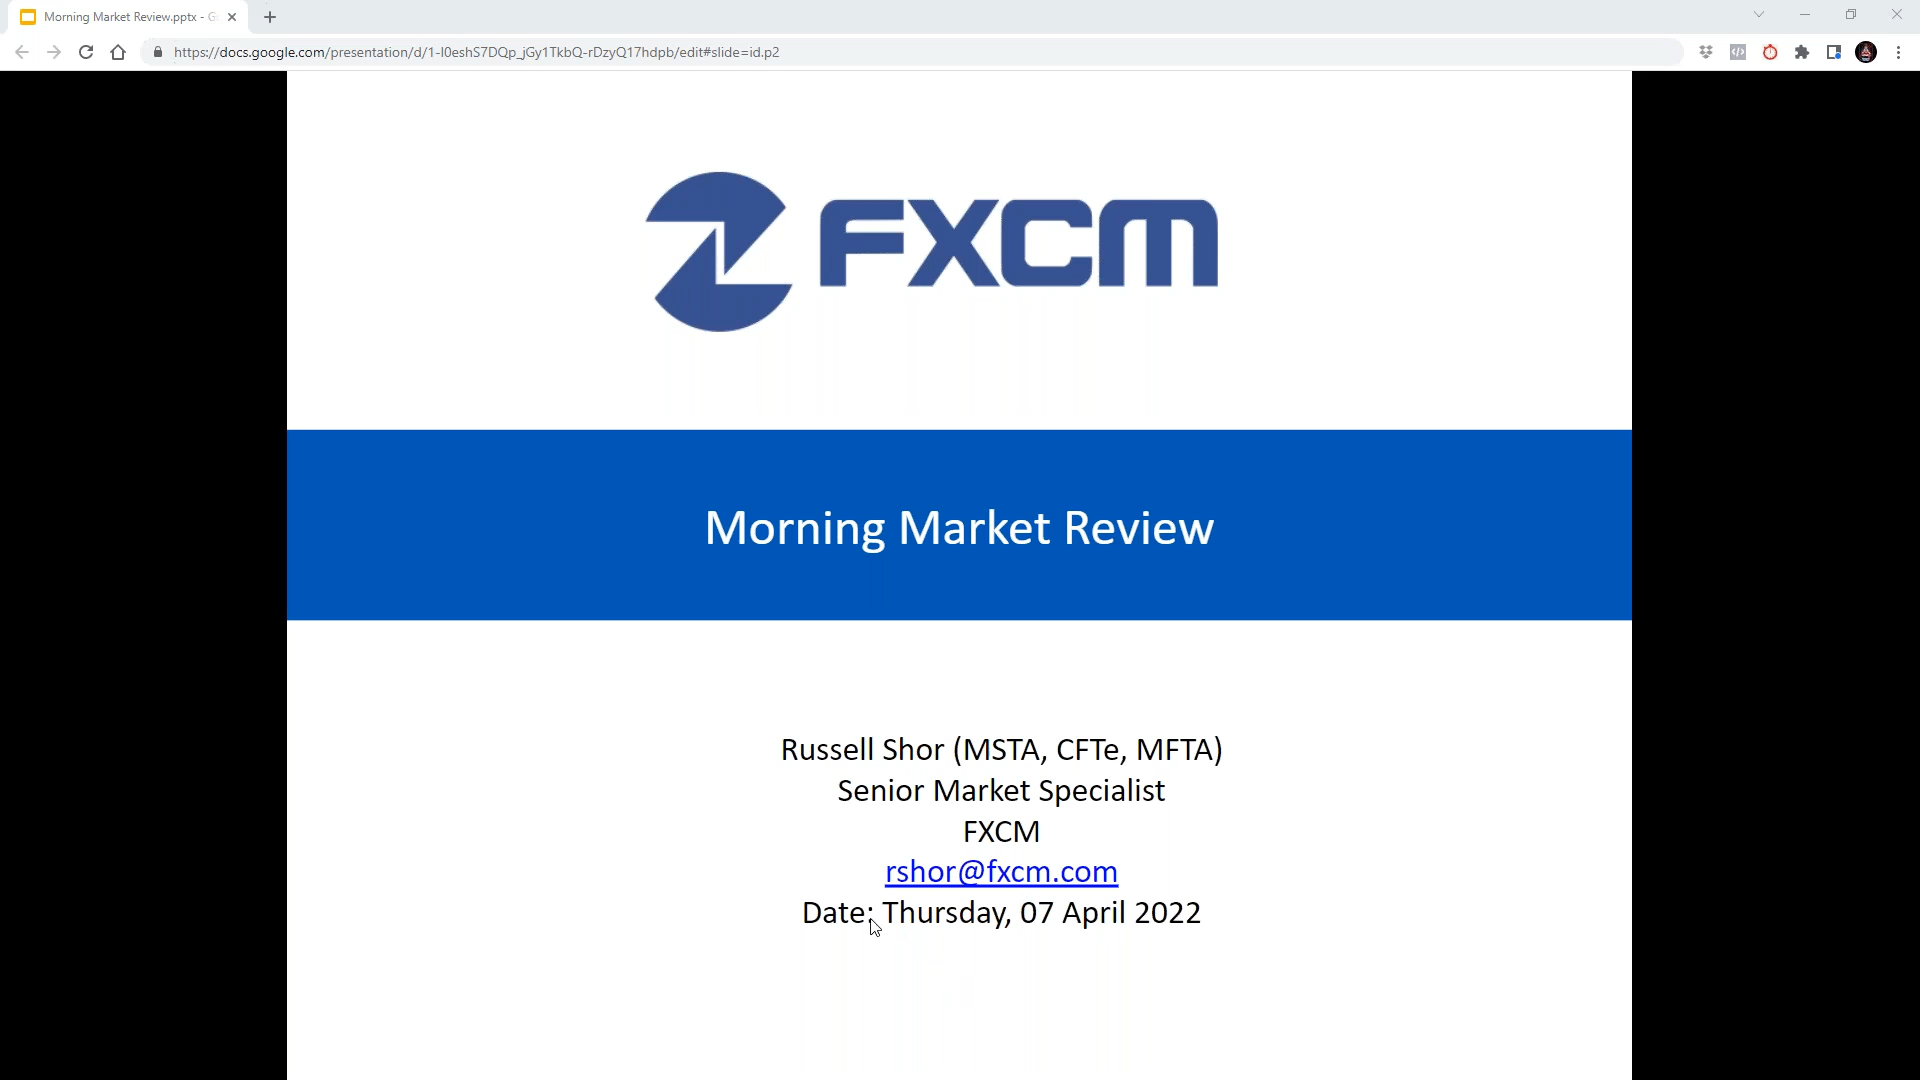 Morning Market Review.pptx - G
https://docs.google.com/presentation/d/1-I0eshS7DQp_jGy1TkbQ-rDzyQ17hdpb/edit#slide=id.p2
FXCM
Morning Market Review
Russell Shor (MSTA, CFTe, MFTA)
Senior Market Specialist
FXCM
rshor@fxcm.com
Date: Thursday, 07 April 2022